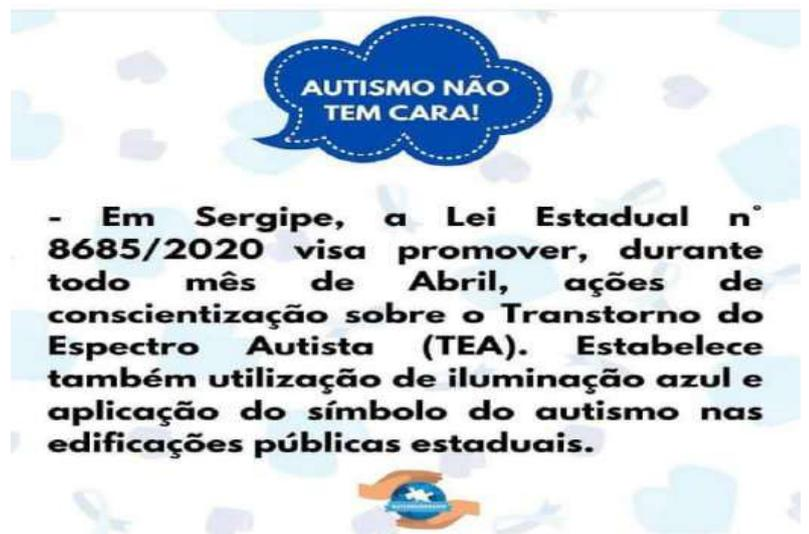 AUTISMO NÃO
TEM CARA!
- Em Sergipe, a Lei Estadual n°
8685/2020 visa promover, durante
todo mês de Abril, ações de
conscientização sobre o Transtorno do
Espectro Autista (TEA). Estabelece
também utilização de iluminação azul e
aplicação do símbolo do autismo nas
edificações públicas estaduais.